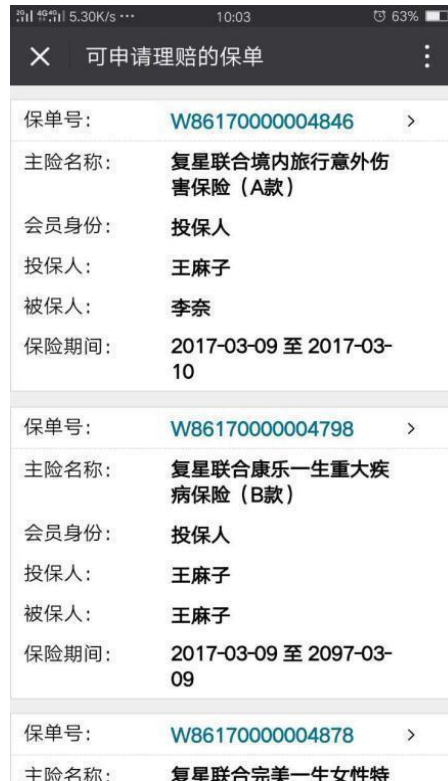 5.30K/s ··· 10:03 63%
可申请理赔的保单
保单号： W86170000004846
主险名称： 复星联合境内旅行意外伤
害保险（A款）
会员身份： 投保人
投保人： 王麻子
被保人： 李奈
保险期间： 2017-03-09 至 2017-03-
10
保单号： W86170000004798
主险名称： 复星联合康乐一生重大疾
病保险（B款）
会员身份： 投保人
投保人： 王麻子
被保人： 王麻子
保险期间： 2017-03-09 至 2097-03-
09
保单号： W86170000004878
主险名称： 复星联合完美一生女性特